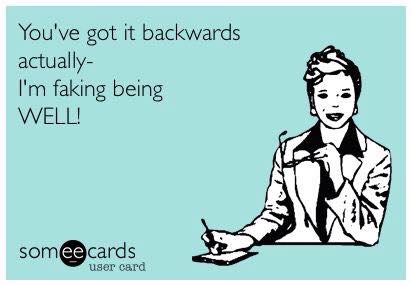 You've got it backwards
actually-
I'm faking being
WELL!
someecards
user card